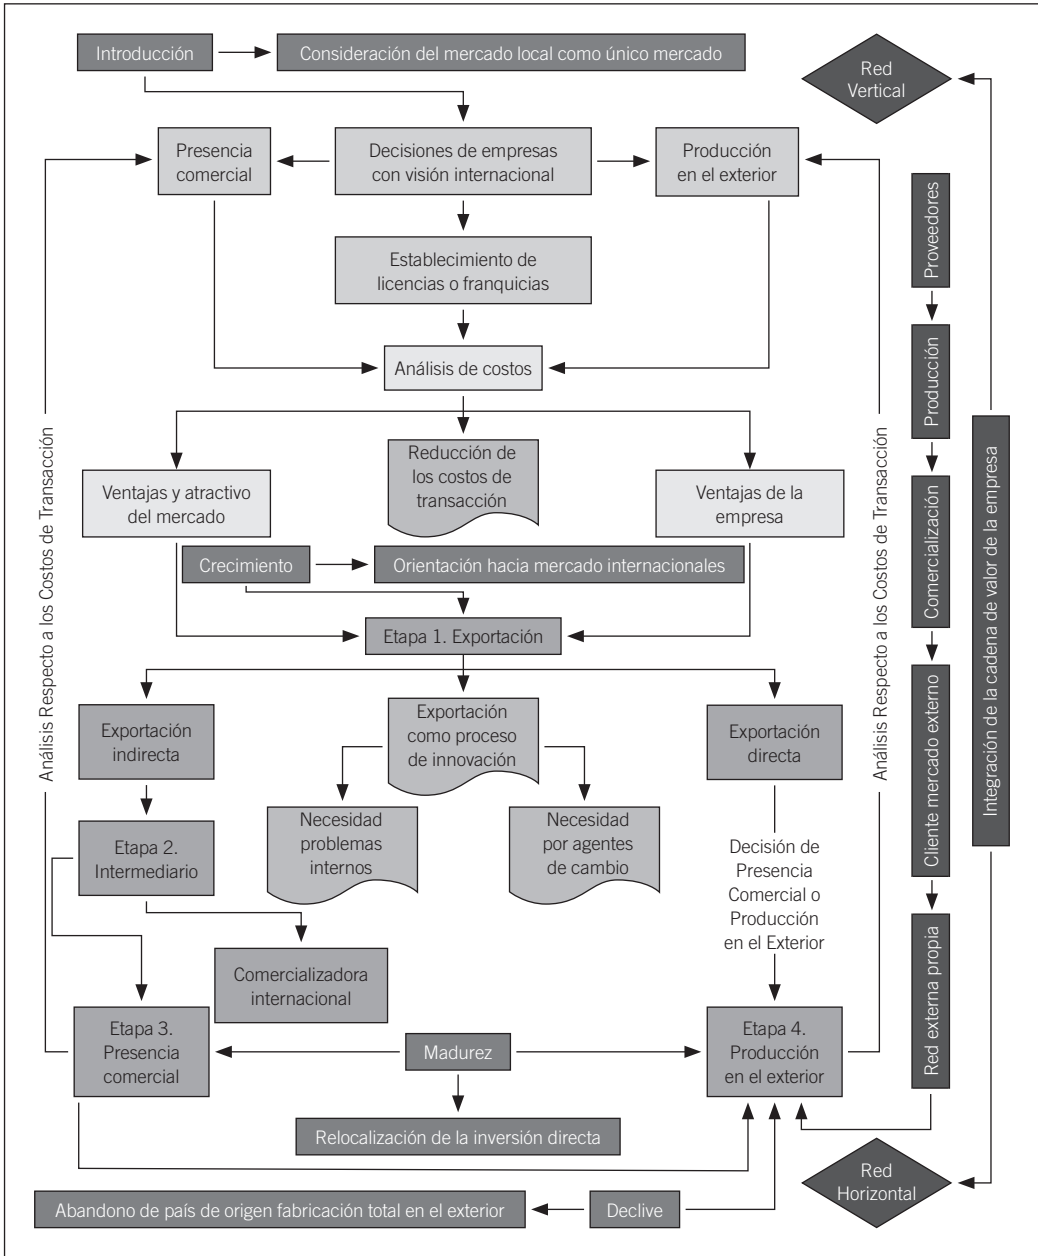 Introducción
Consideración del mercado local como único mercado
Red
Vertical
Presencia
comercial
Decisiones de empresas
con visión internacional
Producción
en el exterior
Establecimiento de
licencias o franquicias
Análisis de costos
Ventajas y atractivo
del mercado
Reducción de
los costos de
transacción
Ventajas de la
empresa
Crecimiento
Orientación hacia mercado internacionales
Etapa 1. Exportación
Exportación
indirecta
Exportación
como proceso
de innovación
Exportación
directa
Etapa 2.
Intermediario
Necesidad
problemas
internos
Necesidad
por agentes
de cambio
Decisión de
Presencia
Comercial o
Producción
en el Exterior
Comercializadora
internacional
Etapa 3.
Presencia
comercial
Madurez
Etapa 4.
Producción
en el exterior
Relocalización de la inversión directa
Abandono de país de origen fabricación total en el exterior
Declive
Red
Horizontal
Análisis Respecto a los Costos de Transacción
Análisis Respecto a los Costos de Transacción
Proveedores
Producción
Comercialización
Cliente mercado externo
Red externa propia
Integración de la cadena de valor de la empresa